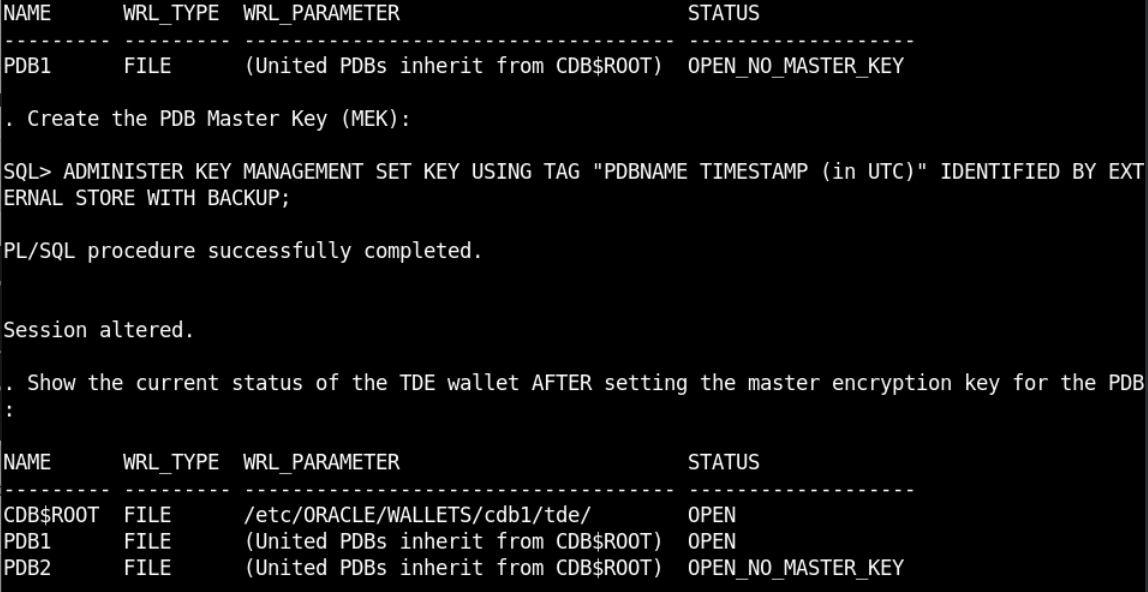 NAME      WRL_TYPE  WRL_PARAMETER                        STATUS
--------- --------- ------------------------------------ -------------------
PDB1      FILE      (United PDBs inherit from CDB$ROOT)  OPEN_NO_MASTER_KEY
. Create the PDB Master Key (MEK):
SQL> ADMINISTER KEY MANAGEMENT SET KEY USING TAG "PDBNAME TIMESTAMP (in UTC)" IDENTIFIED BY EXT
ERNAL STORE WITH BACKUP;
PL/SQL procedure successfully completed.
Session altered.
. Show the current status of the TDE wallet AFTER setting the master encryption key for the PDB
:
NAME      WRL_TYPE  WRL_PARAMETER                        STATUS
--------- --------- ------------------------------------ -------------------
CDB$ROOT  FILE      /etc/ORACLE/WALLETS/cdb1/tde/        OPEN
PDB1      FILE      (United PDBs inherit from CDB$ROOT)  OPEN
PDB2      FILE      (United PDBs inherit from CDB$ROOT)  OPEN_NO_MASTER_KEY